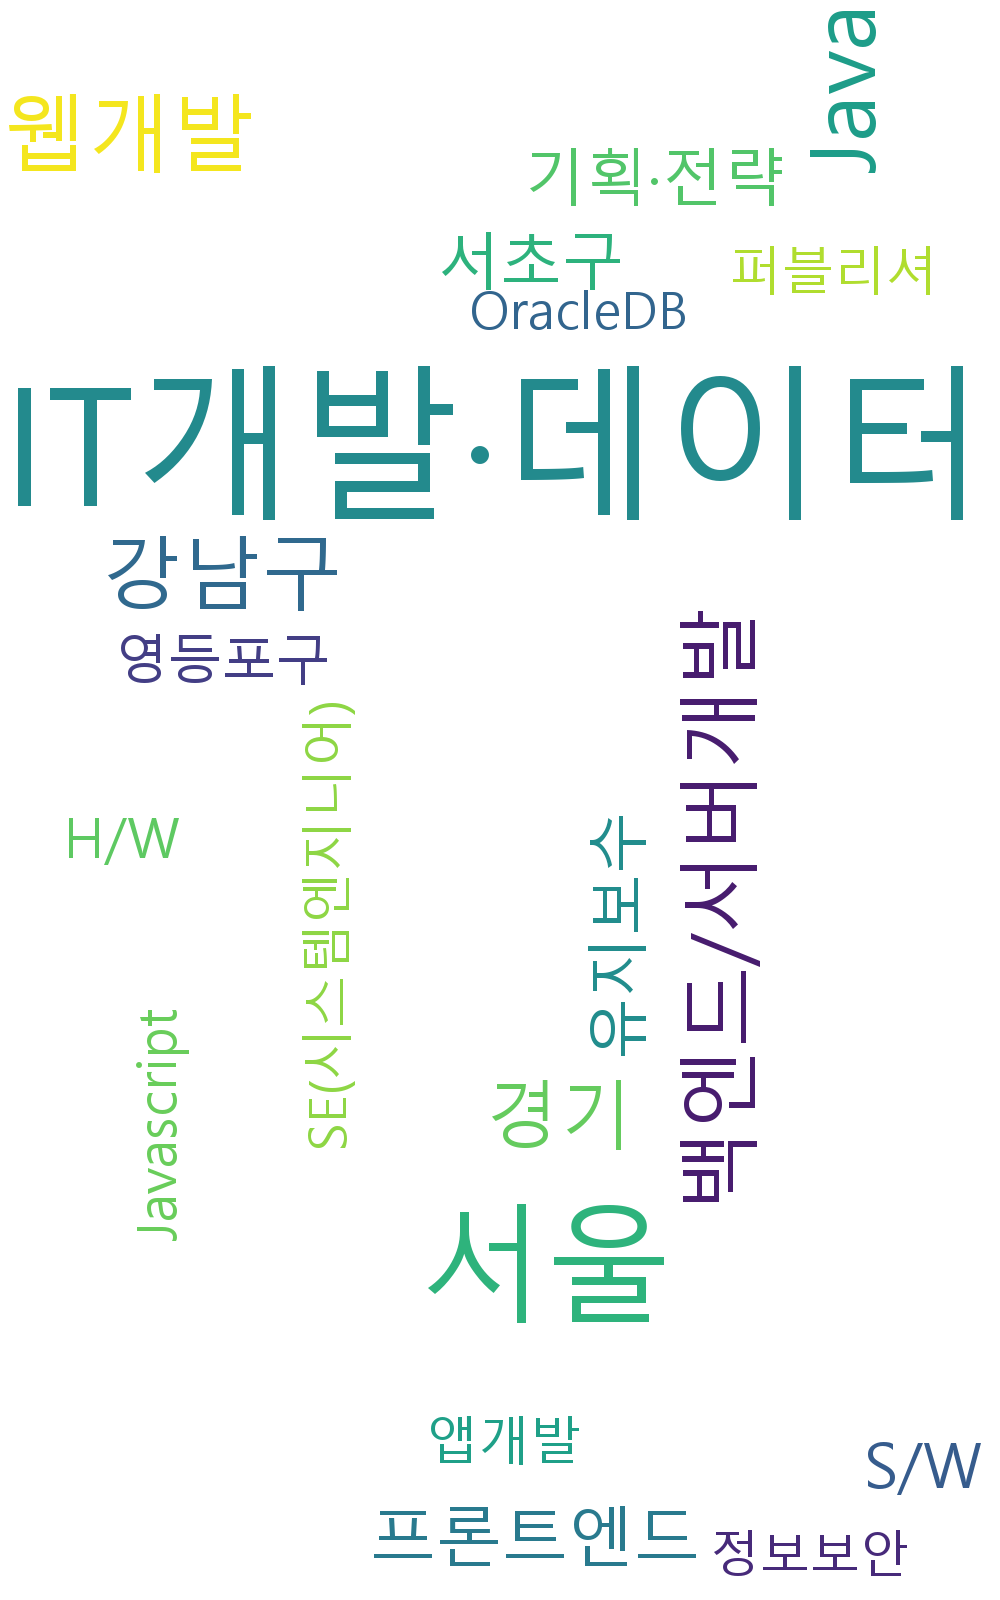 Java
웹개발
기획·전략
서초구
퍼블리셔
OracleDB
IT개발·데이터
강남구
영등포구
백엔드/서버개발
SE(시스템엔지니어)
H/W
유지보수
Javascript
경기
서울
앱개발
S/W
프론트엔드
정보보안